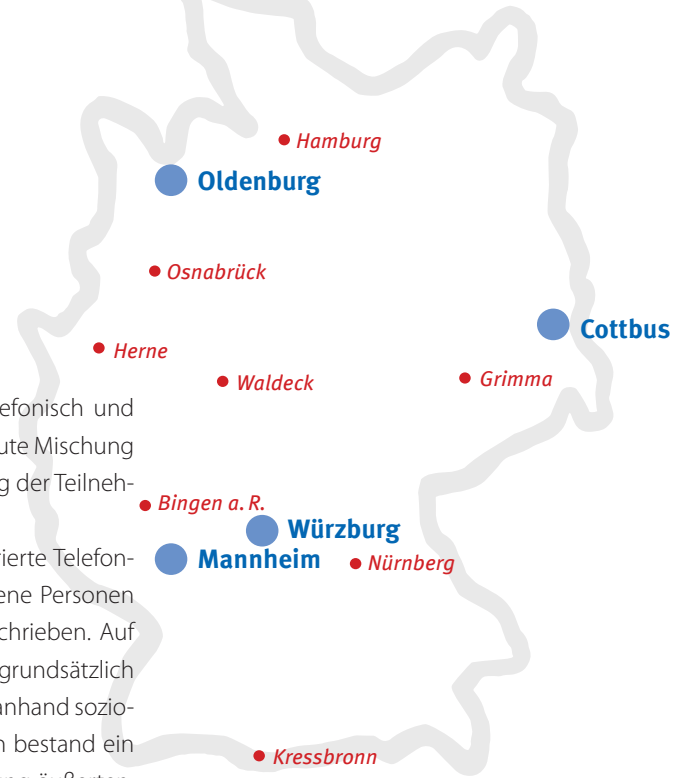 Hamburg
Oldenburg
Osnabrück
Cottbus
Herne
Waldeck
Grimma
Bingen a. R.
Würzburg
Mannheim
Nürnberg
Kressbronn
efonisch und
ute Mischung
g der Teilneh-
ierte Telefon-
ene Personen
chrieben. Auf
grundsätzlich
anhand sozio-
n bestand ein